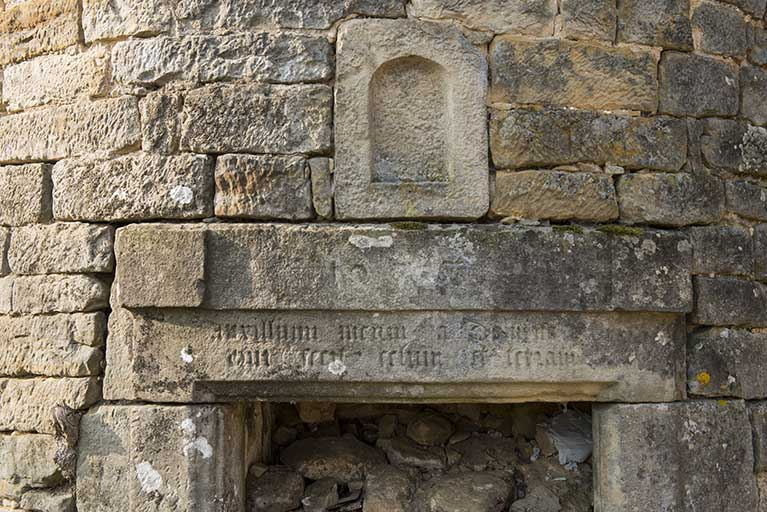 auxilium meum a Domino
qui fecit celum et terram